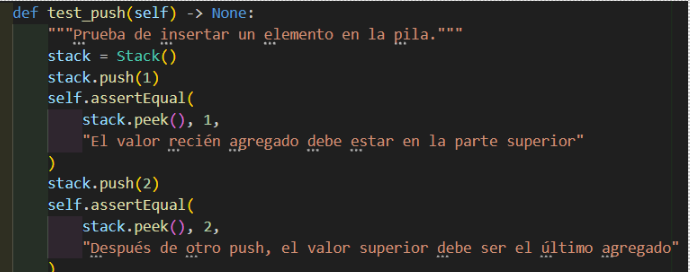 def test_push(self) -> None:
"""Prueba de insertar un elemento en la pila."""
stack = Stack()
stack.push(1)
self.assertEqual(
stack.peek(), 1,
"El valor recién agregado debe estar en la parte superior"
)
stack.push(2)
self.assertEqual(
stack.peek(), 2,
"Después de otro push, el valor superior debe ser el último agregado"
)